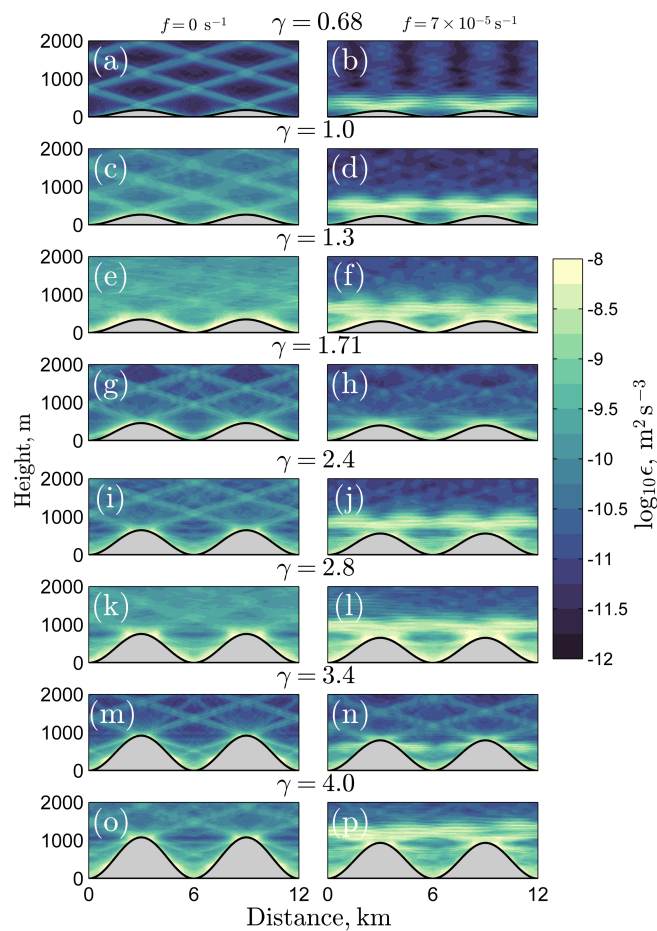 f = 0 s⁻¹
γ = 0.68
f = 7 × 10⁻⁵ s⁻¹
2000
1000
0
(a)
(b)
γ = 1.0
2000
1000
0
(c)
(d)
γ = 1.3
2000
1000
0
(e)
(f)
γ = 1.71
2000
1000
0
(g)
(h)
γ = 2.4
2000
1000
0
(i)
(j)
γ = 2.8
2000
1000
0
(k)
(l)
γ = 3.4
2000
1000
0
(m)
(n)
γ = 4.0
2000
1000
0
(o)
(p)
0 6 12
0 6 12
Distance, km
Height, m
-8
-8.5
-9
-9.5
-10
-10.5
-11
-11.5
-12
log₁₀ϵ, m² s⁻³